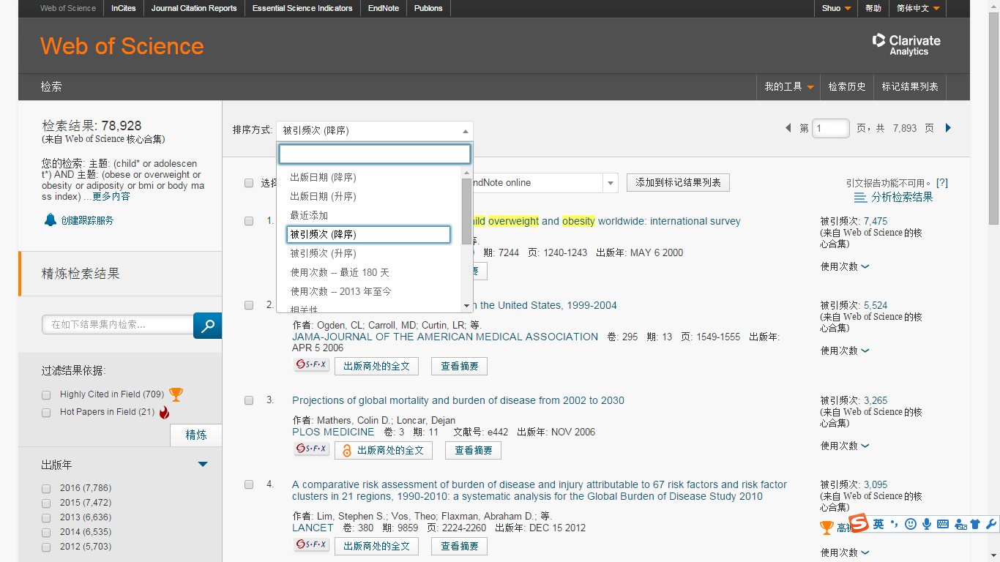 Web of Science InCites Journal Citation Reports Essential Science Indicators EndNote Publons Shuo 帮助 简体中文
Web of Science
Clarivate
Analytics
检索 我的工具 检索历史 标记结果列表
检索结果: 78,928
(来自 Web of Science 核心合集)
您的检索: 主题: (child* or adolescen
t*) AND 主题: (obese or overweight or
obesity or adiposity or bmi or body ma
ss index) ...更多内容
创建跟踪服务
精炼检索结果
在如下结果集内检索...
过滤结果依据:
Highly Cited in Field (709)
Hot Papers in Field (21)
精炼
出版年
2016 (7,786)
2015 (7,472)
2013 (6,636)
2014 (6,535)
2012 (5,703)
排序方式: 被引频次 (降序)
第 1 页，共 7,893 页
出版日期 (降序)
出版日期 (升序)
最近添加
被引频次 (降序)
被引频次 (升序)
使用次数 -- 最近 180 天
使用次数 -- 2013 年至今
相关性
ndNote online 添加到标记结果列表
引文报告功能不可用。 [?]
分析检索结果
1. overweight and obesity worldwide: international survey
期: 7244 页: 1240-1243 出版年: MAY 6 2000
被引频次: 7,475
(来自 Web of Science 的核
心合集)
使用次数
2. the United States, 1999-2004
作者: Ogden, CL; Carroll, MD; Curtin, LR; 等.
JAMA-JOURNAL OF THE AMERICAN MEDICAL ASSOCIATION 卷: 295 期: 13 页: 1549-1555 出版年:
APR 5 2006
S·F·X 出版商处的全文 查看摘要
被引频次: 5,524
(来自 Web of Science 的核
心合集)
使用次数
3. Projections of global mortality and burden of disease from 2002 to 2030
作者: Mathers, Colin D.; Loncar, Dejan
PLOS MEDICINE 卷: 3 期: 11 文献号: e442 出版年: NOV 2006
S·F·X 出版商处的全文 查看摘要
被引频次: 3,265
(来自 Web of Science 的核
心合集)
使用次数
4. A comparative risk assessment of burden of disease and injury attributable to 67 risk factors and risk factor
clusters in 21 regions, 1990-2010: a systematic analysis for the Global Burden of Disease Study 2010
作者: Lim, Stephen S.; Vos, Theo; Flaxman, Abraham D.; 等.
LANCET 卷: 380 期: 9859 页: 2224-2260 出版年: DEC 15 2012
S·F·X 出版商处的全文 查看摘要
被引频次: 3,095
(来自 Web of Science 的核
心合集)
高
英
使用次数